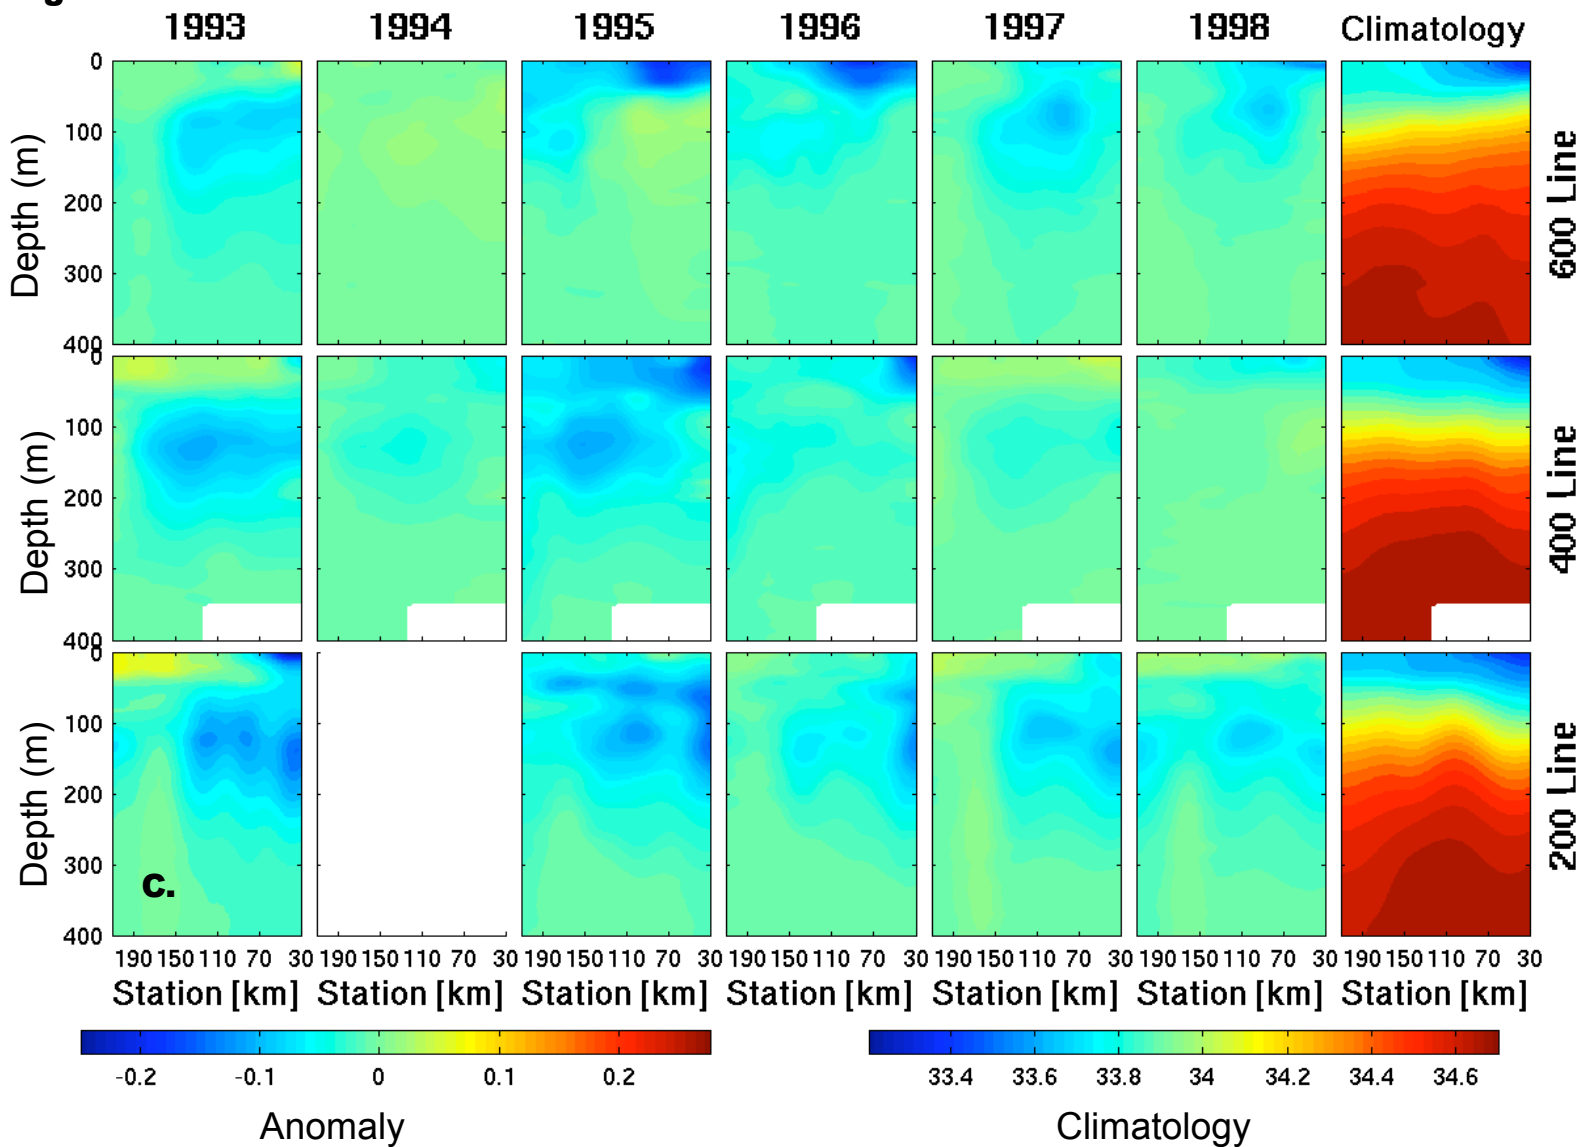 1993 1994 1995 1996 1997 1998 Climatology
0
100
200
300
400
Depth (m)
600 Line
0
100
200
300
400
Depth (m)
400 Line
0
100
200
300
400
Depth (m)
200 Line
c.
190 150 110 70 30 190 150 110 70 30 190 150 110 70 30 190 150 110 70 30 190 150 110 70 30 190 150 110 70 30 190 150 110 70 30
Station [km] Station [km] Station [km] Station [km] Station [km] Station [km] Station [km]
-0.2 -0.1 0 0.1 0.2
33.4 33.6 33.8 34 34.2 34.4 34.6
Anomaly
Climatology